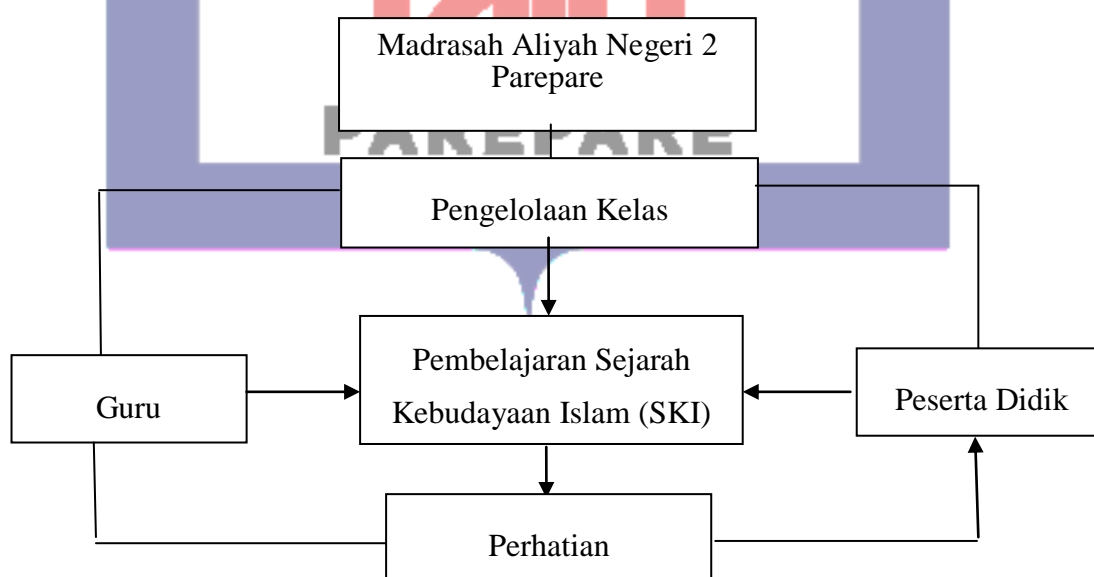 Madrasah Aliyah Negeri 2
Parepare
PAREPARE
Pengelolaan Kelas
Pembelajaran Sejarah
Kebudayaan Islam (SKI)
Guru
Peserta Didik
Perhatian